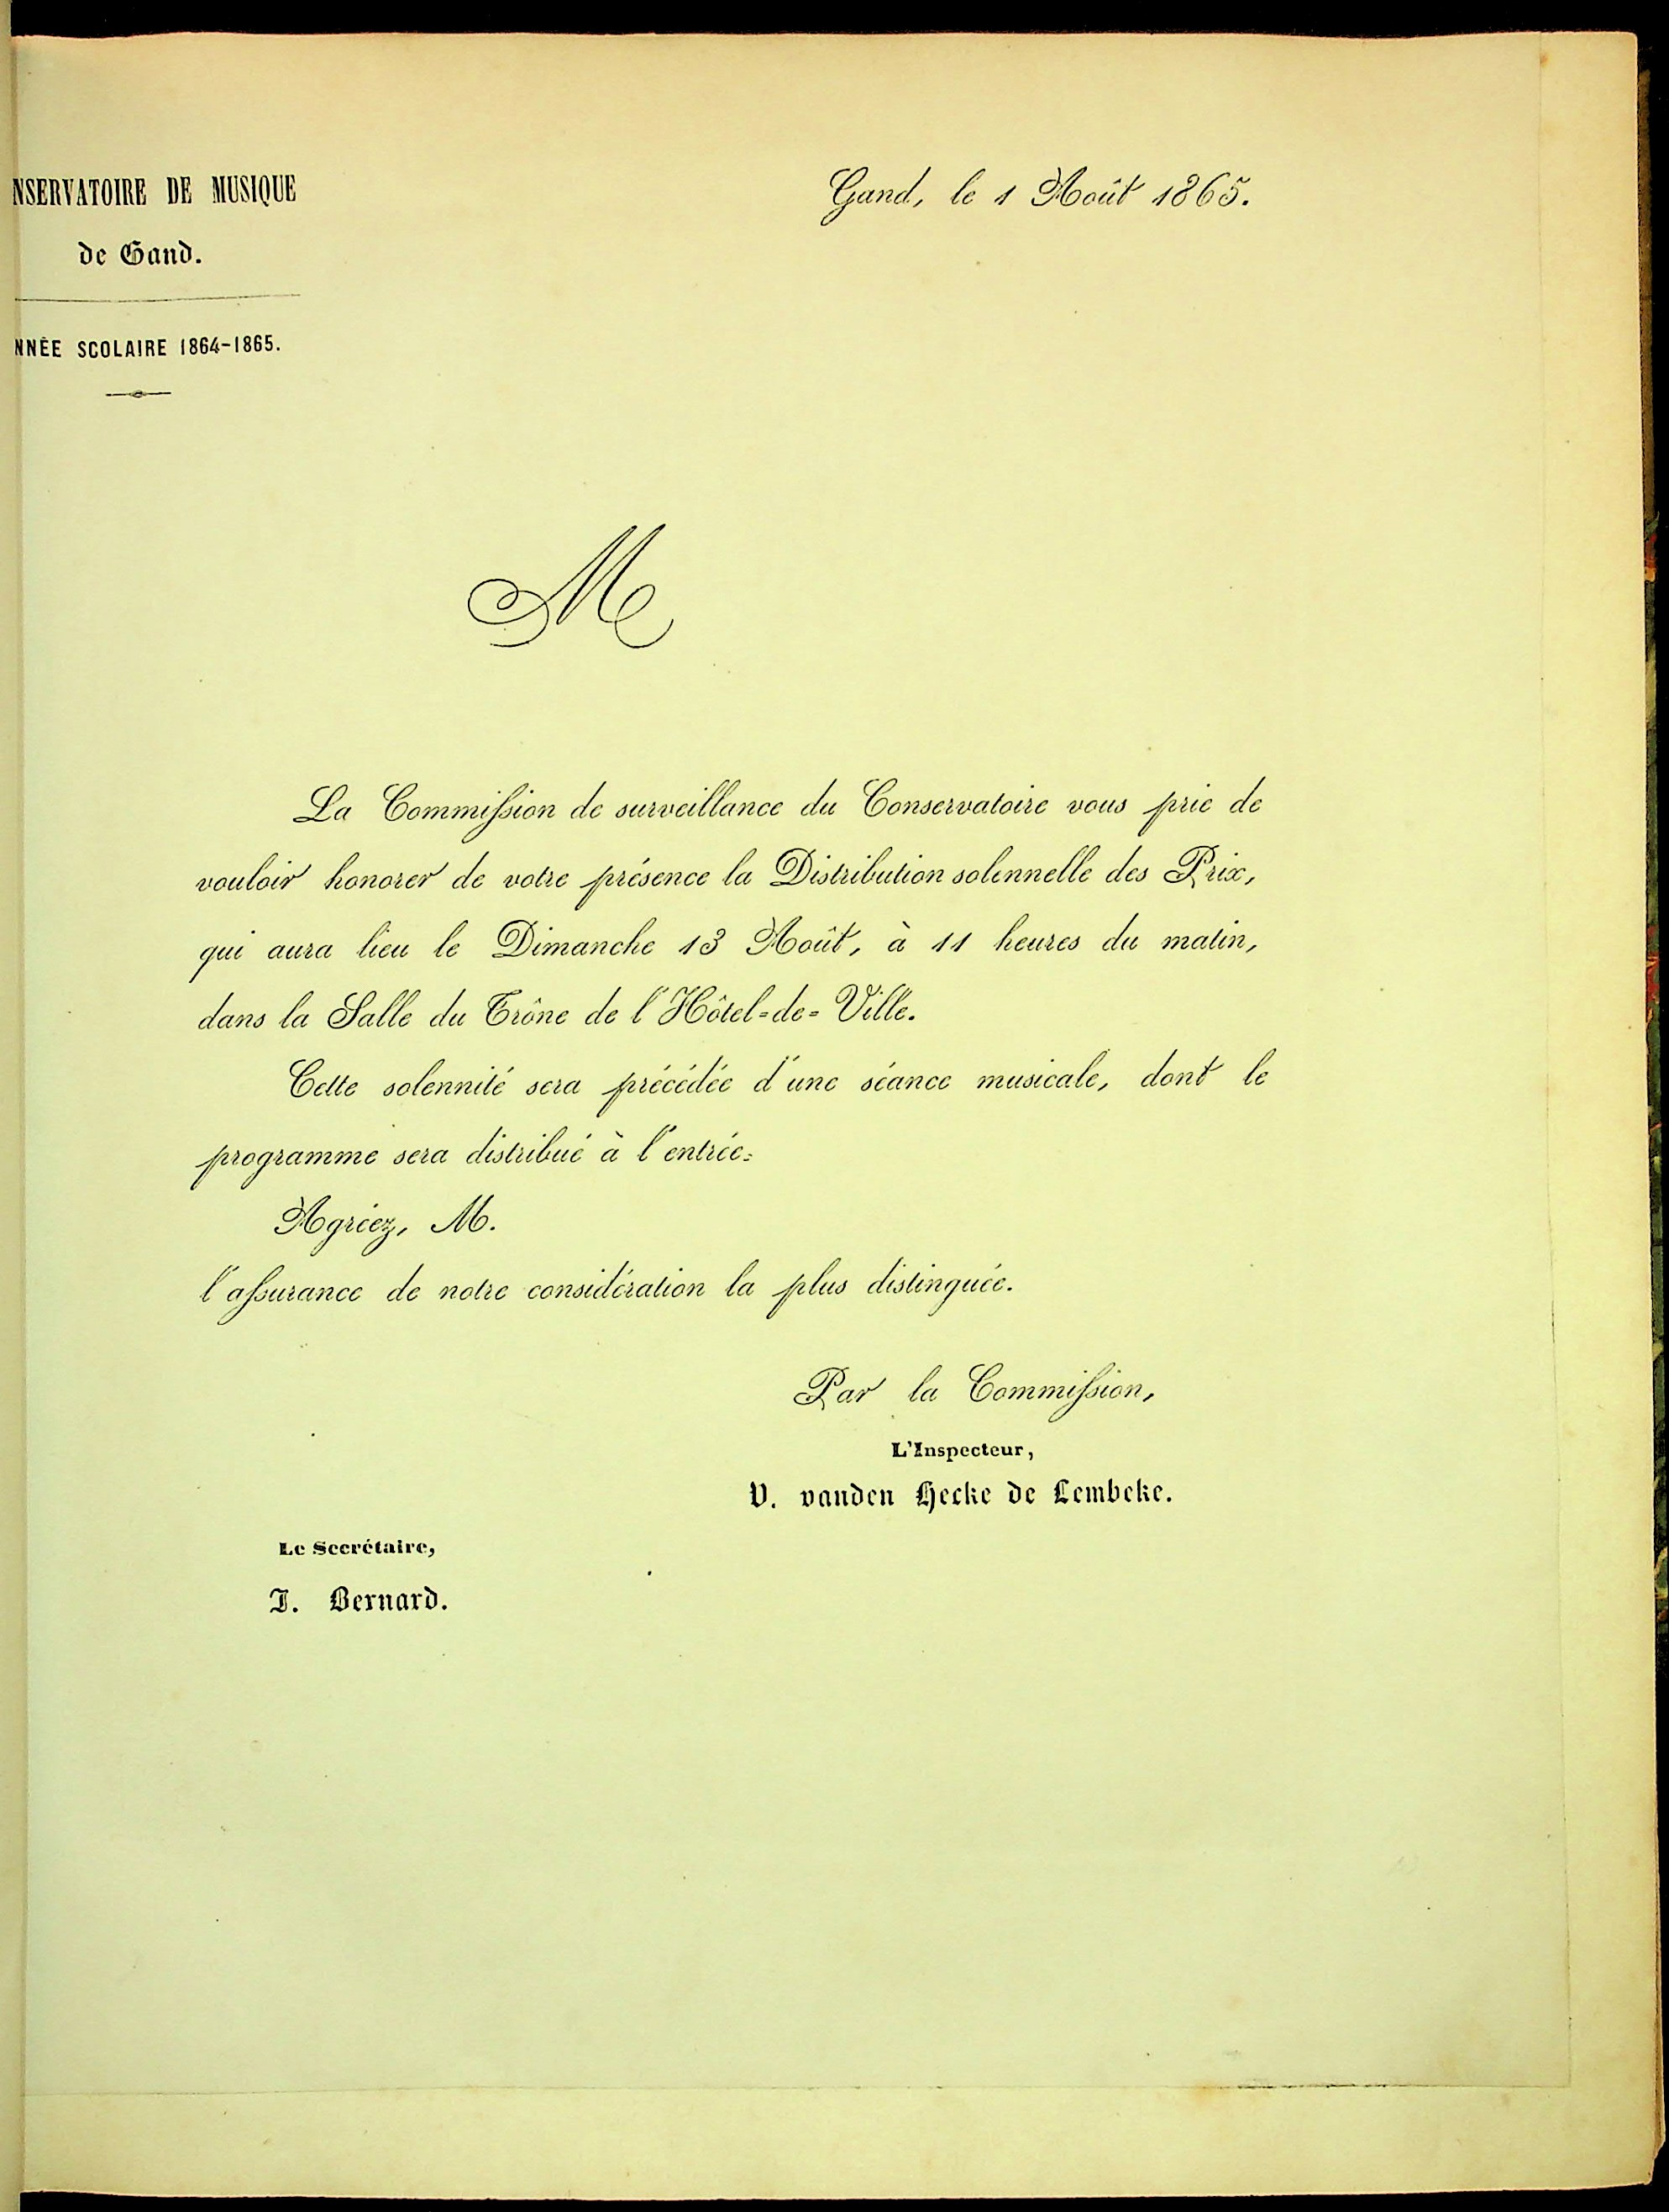 NSERVATOIRE DE MUSIQUE
de Gand.
NNÉE SCOLAIRE 1864-1865.
Gand, le 1 Août 1865.
M
La Commission de surveillance du Conservatoire vous prie de
vouloir honorer de votre présence la Distribution solennelle des Prix,
qui aura lieu le Dimanche 13 Août, à 11 heures du matin,
dans la Salle du Trône de l'Hôtel-de-Ville.
Cette solennité sera précédée d'une séance musicale, dont le
programme sera distribué à l'entrée.
Agréez, M.
l'assurance de notre considération la plus distinguée.
Par la Commission,
L'Inspecteur,
V. vanden Hecke de Lembeke.
Le Secrétaire,
I. Bernard.